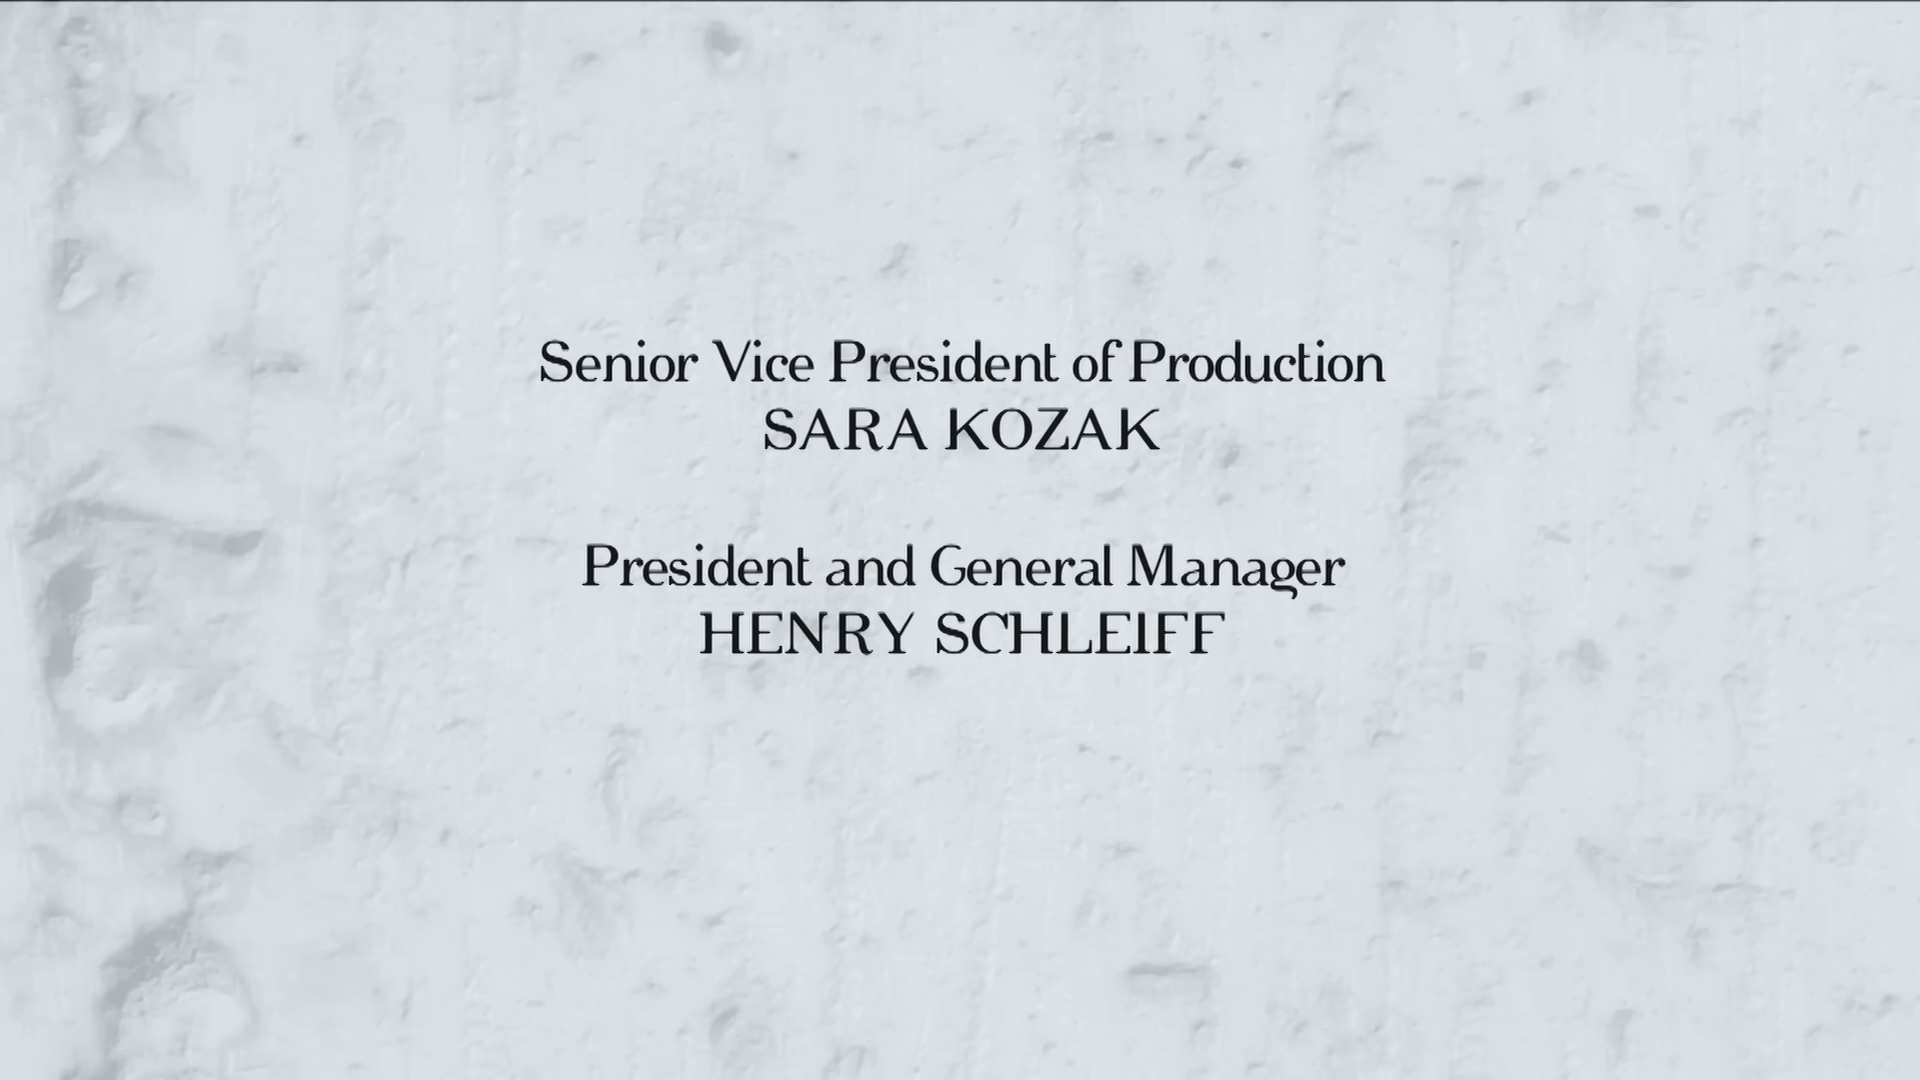 Senior Vice President of Production
SARA KOZAK
President and General Manager
HENRY SCHLEIFF